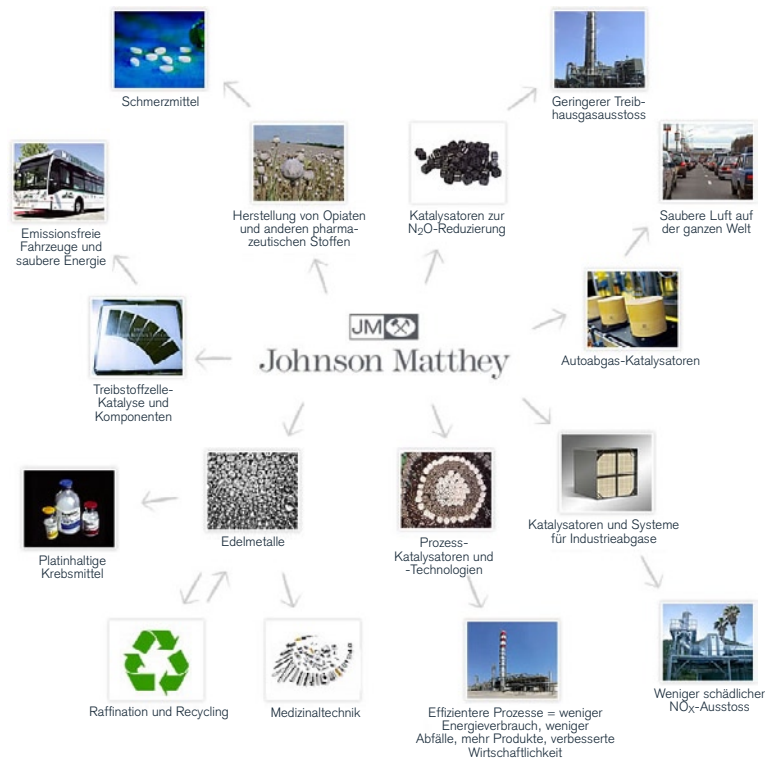 Schmerzmittel
Geringerer Treib-
hausgasausstoss
Emissionsfreie
Fahrzeuge und
saubere Energie
Herstellung von Opiaten
und anderen pharma-
zeutischen Stoffen
Katalysatoren zur
N2O-Reduzierung
Saubere Luft auf
der ganzen Welt
JM
Johnson Matthey
Autoabgas-Katalysatoren
Treibstoffzelle-
Katalyse und
Komponenten
Platinhaltige
Krebsmittel
Edelmetalle
Prozess-
Katalysatoren und
-Technologien
Katalysatoren und Systeme
für Industrieabgase
Raffination und Recycling
Medizinaltechnik
Effizientere Prozesse = weniger
Energieverbrauch, weniger
Abfälle, mehr Produkte, verbesserte
Wirtschaftlichkeit
Weniger schädlicher
NOx-Ausstoss